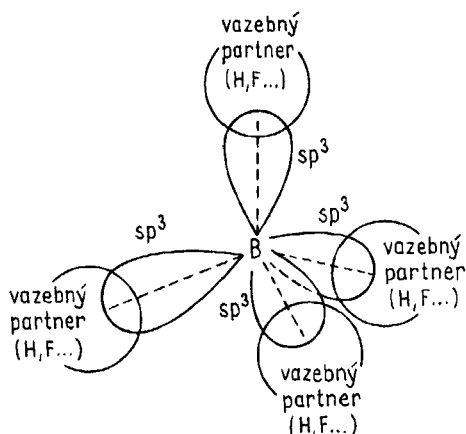 vazebný
partner
(H,F...)
sp³
sp³
B
sp³
vazebný
partner
(H,F...)
sp³
vazebný
partner
(H,F...)
vazebný
partner
(H,F...)